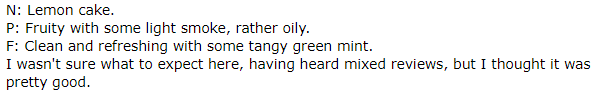 N: Lemon cake.
P: Fruity with some light smoke, rather oily.
F: Clean and refreshing with some tangy green mint.
I wasn't sure what to expect here, having heard mixed reviews, but I thought it was
pretty good.